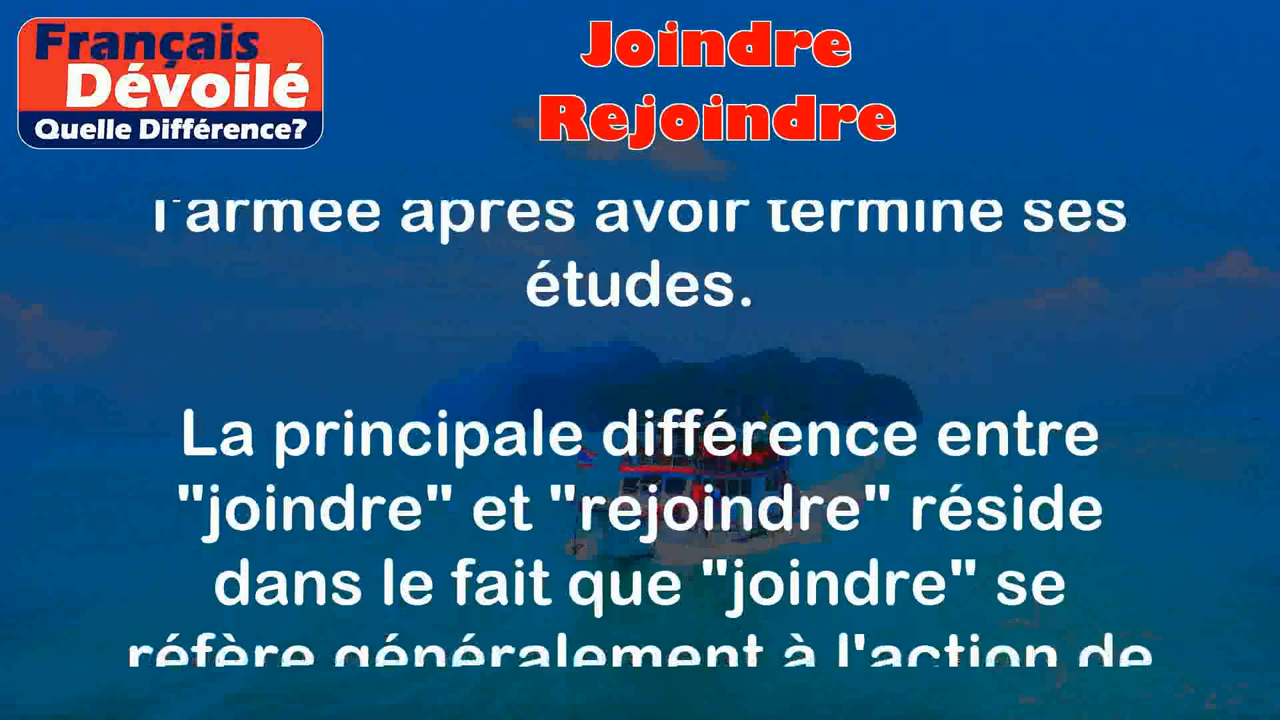 Français
Dévoilé
Quelle Différence?
Joindre
Rejoindre
l'armée après avoir terminé ses
études.
La principale différence entre
"joindre" et "rejoindre" réside
dans le fait que "joindre" se
réfère généralement à l'action de